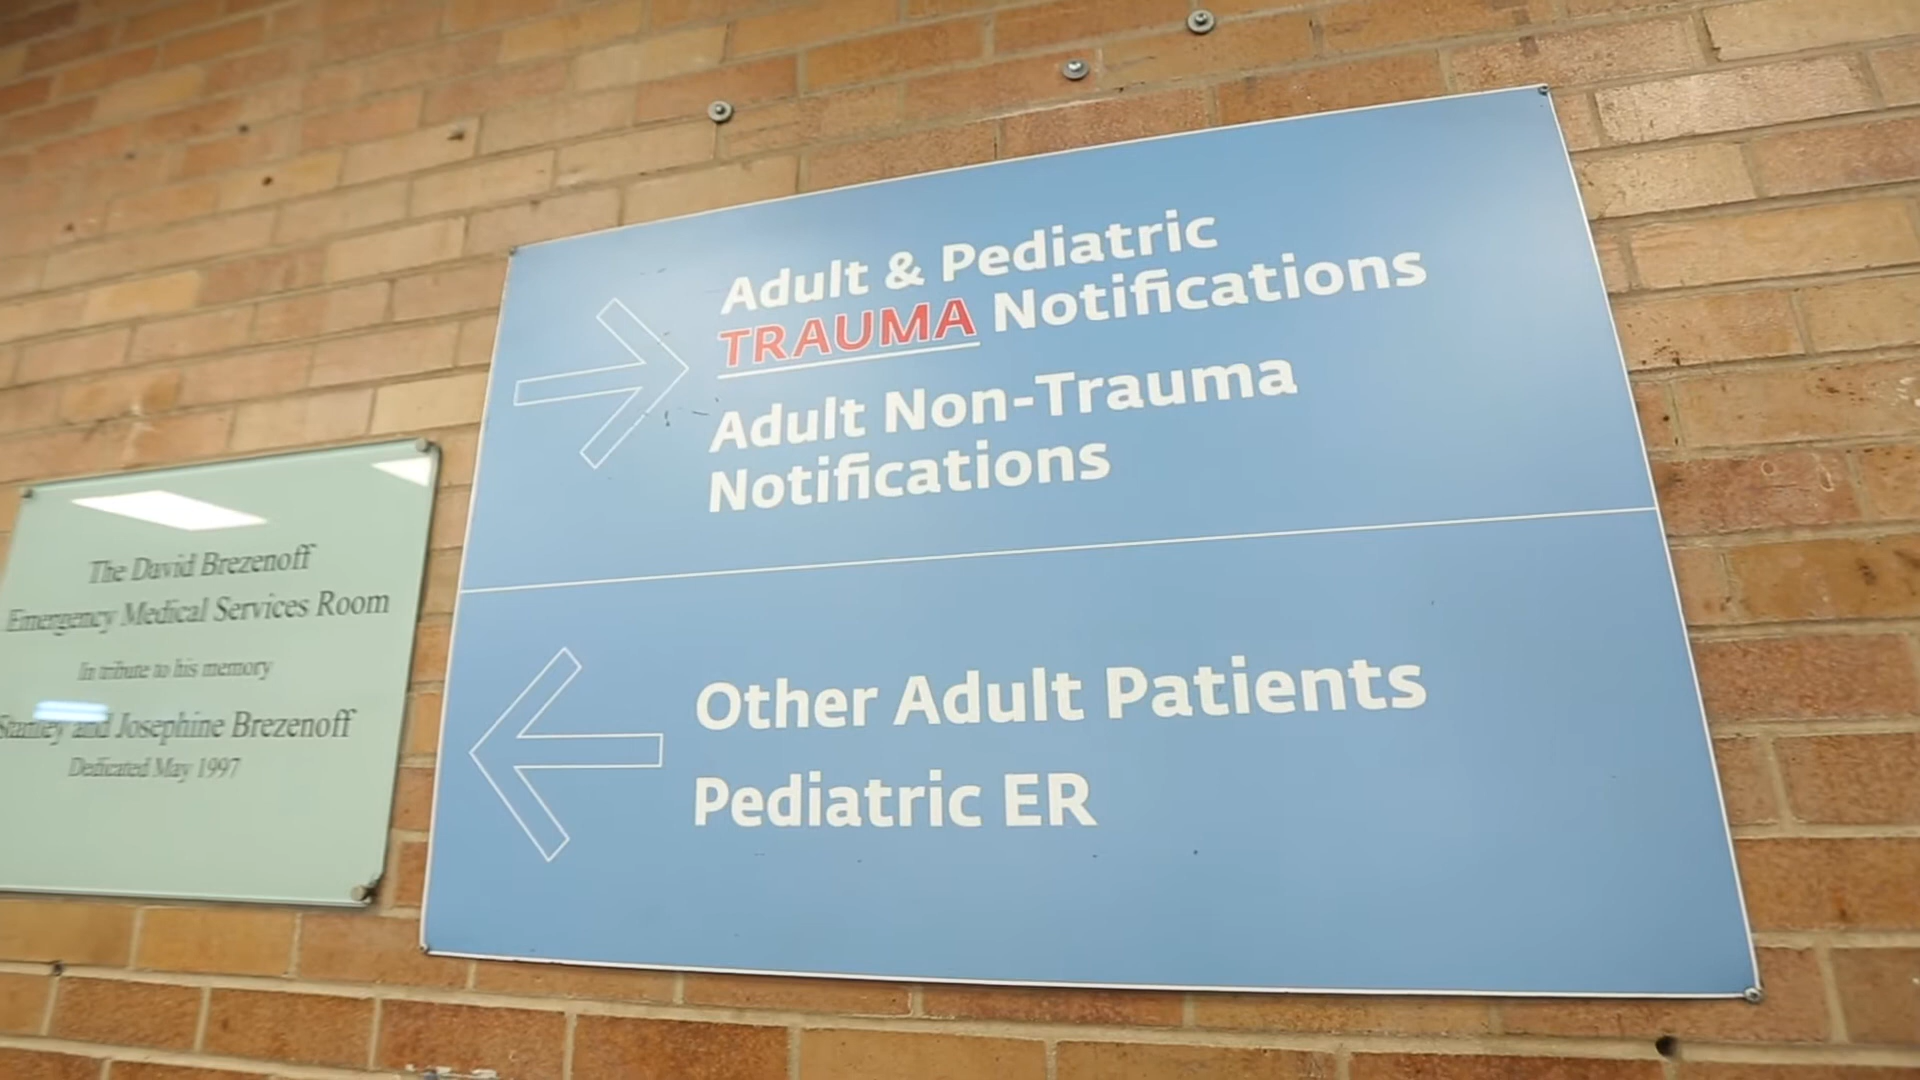 Adult & Pediatric
TRAUMA Notifications
Adult Non-Trauma
Notifications
Other Adult Patients
Pediatric ER
The David Brezenoff
Emergency Medical Services Room
In tribute to his memory
Stanley and Josephine Brezenoff
Dedicated May 1997